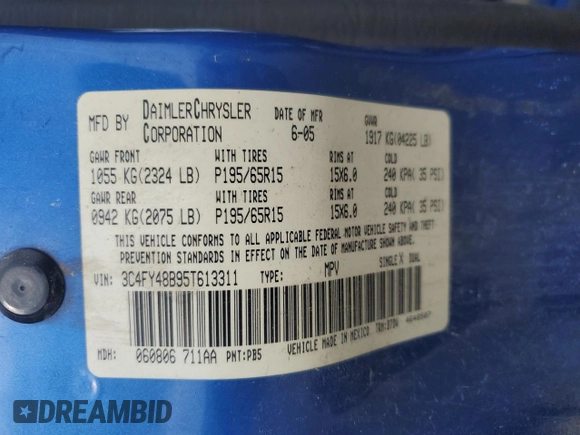 MFD BY DAIMLERCHRYSLER CORPORATION DATE OF MFR 6-05 GVWR 1917 KG(04225 LB)
GAWR FRONT WITH TIRES RIMS AT COLD
1055 KG(2324 LB) P195/65R15 15X6.0 240 KPA( 35 PSI)
GAWR REAR WITH TIRES RIMS AT COLD
0942 KG(2075 LB) P195/65R15 15X6.0 240 KPA( 35 PSI)
THIS VEHICLE CONFORMS TO ALL APPLICABLE FEDERAL MOTOR VEHICLE SAFETY AND THEFT-
PREVENTION STANDARDS IN EFFECT ON THE DATE OF MANUFACTURE SHOWN ABOVE.
VIN: 3C4FY48B95T613311 TYPE: MPV SINGLE X DUAL
MDH: 060806 711AA PNT:PB5 VEHICLE MADE IN MEXICO.
DREAMBID